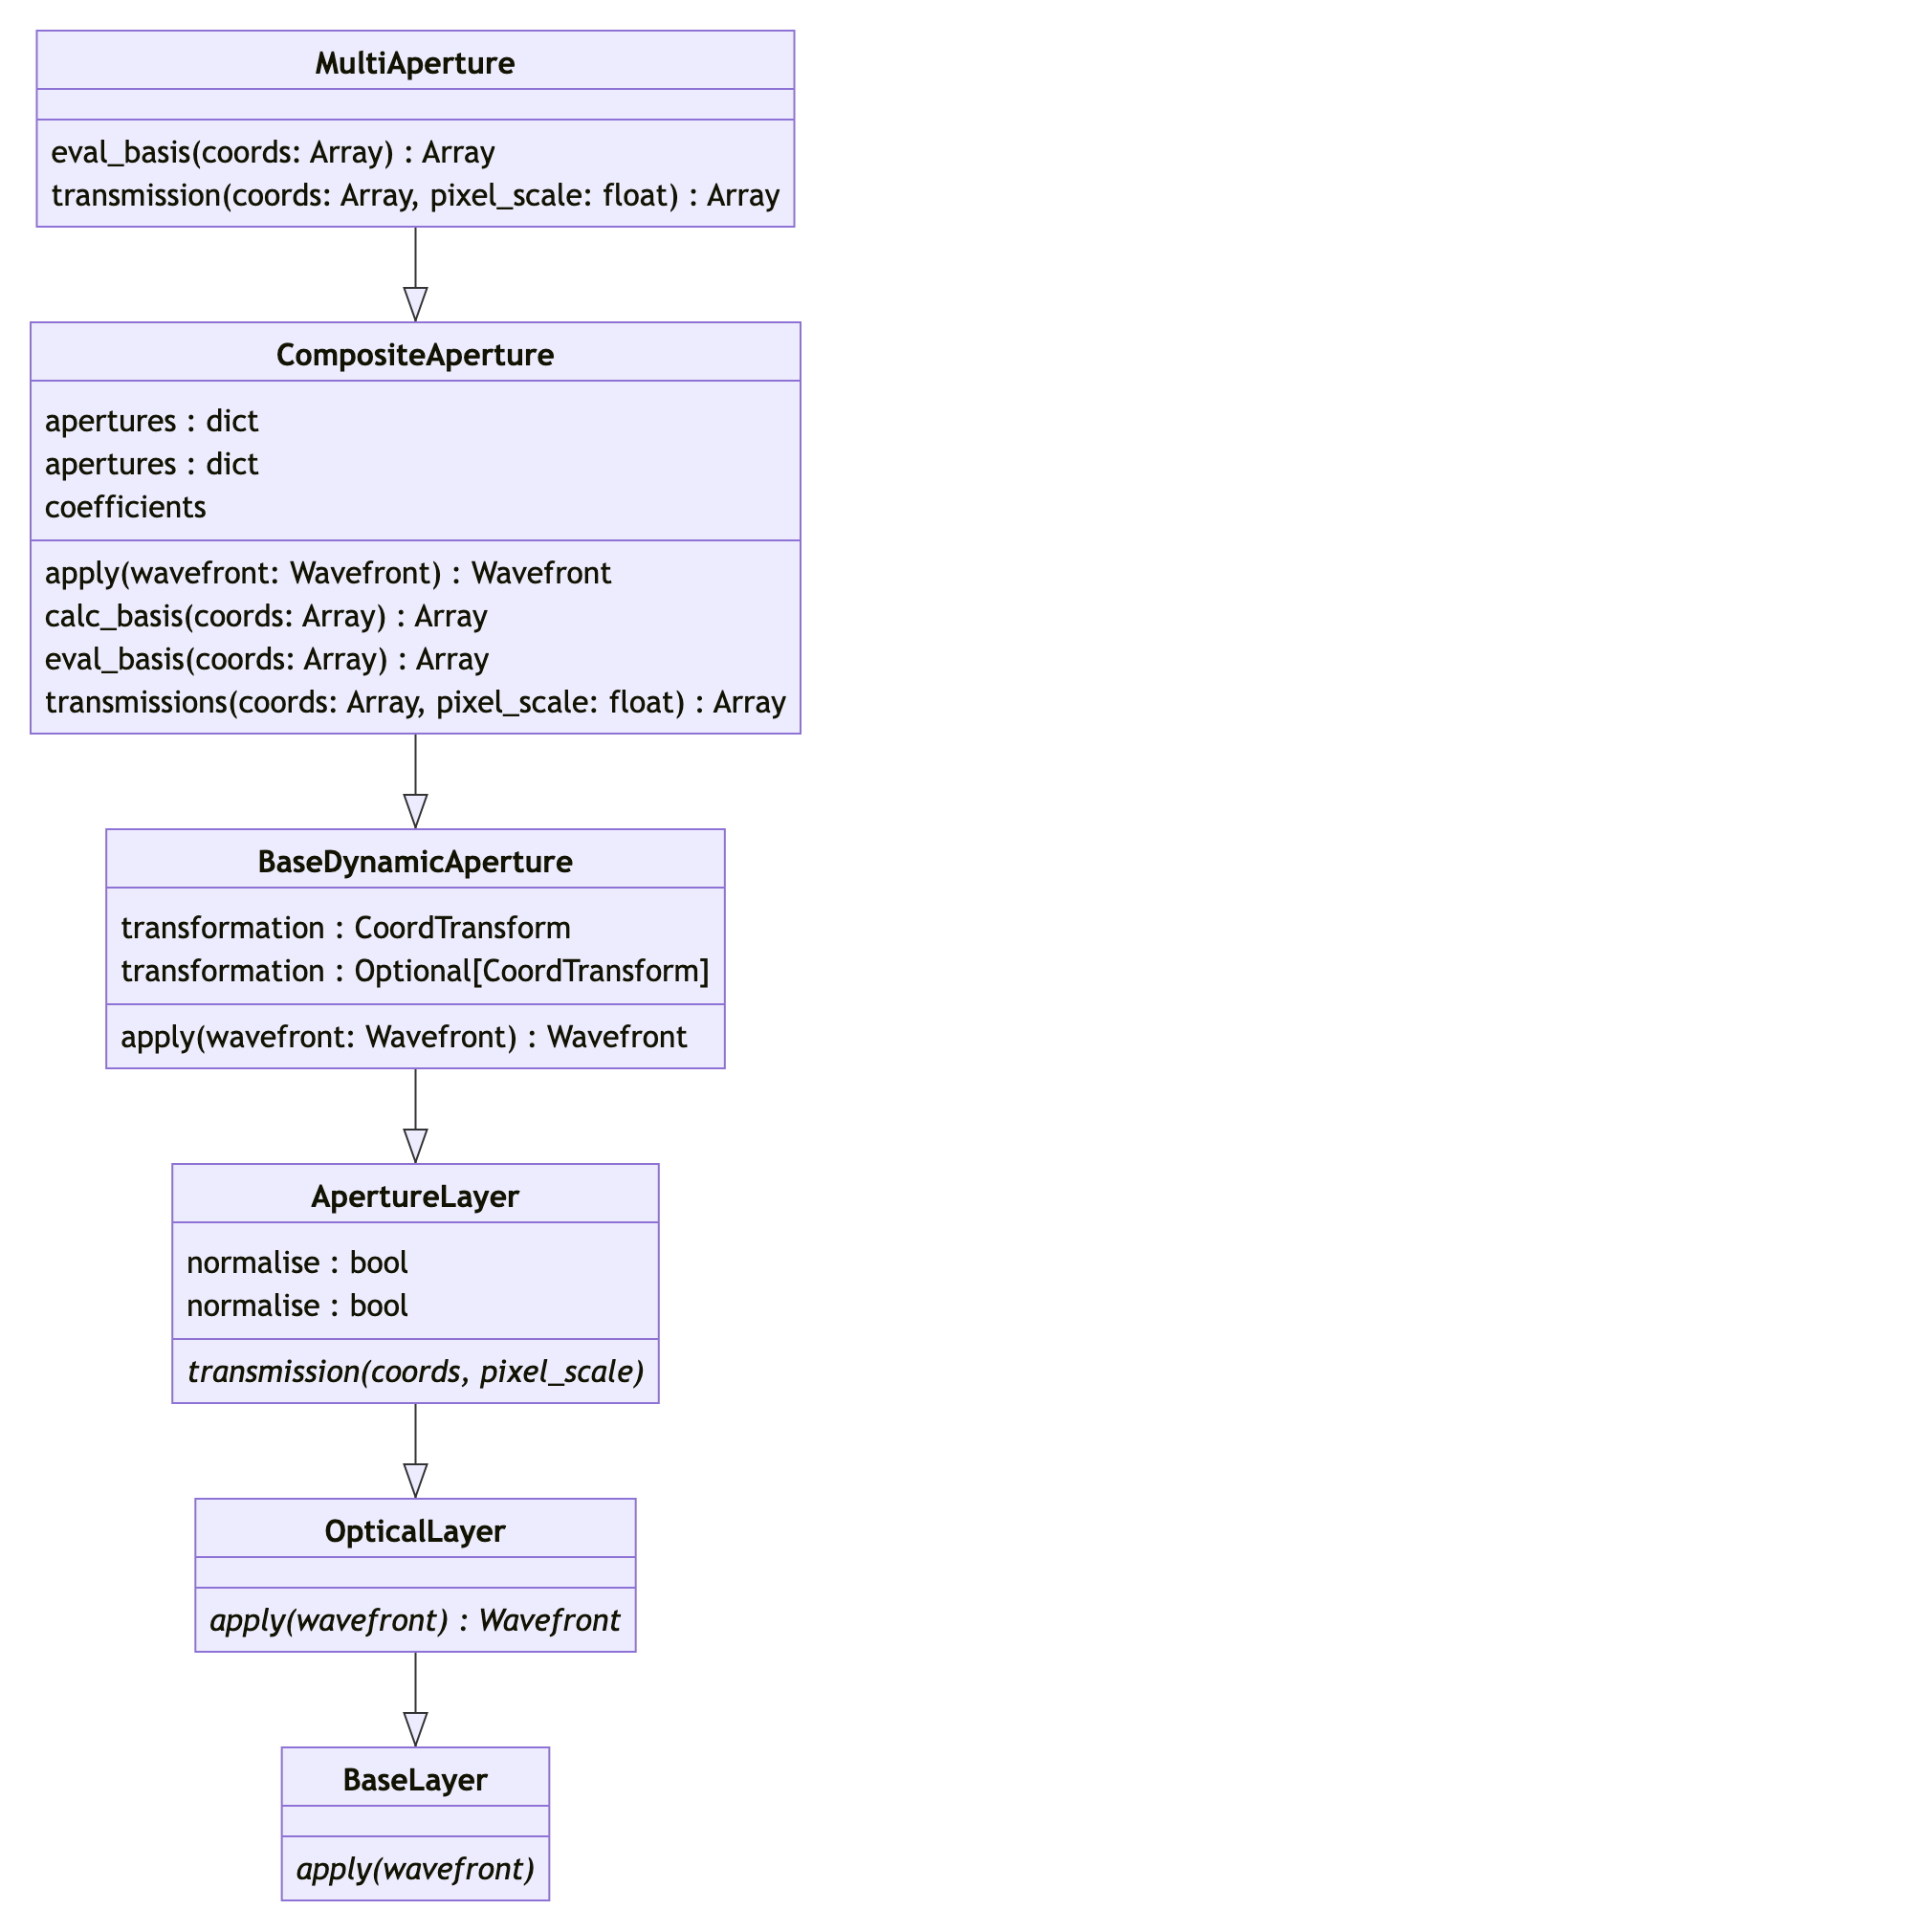 MultiAperture
eval_basis(coords: Array) : Array
transmission(coords: Array, pixel_scale: float) : Array
CompositeAperture
apertures : dict
apertures : dict
coefficients
apply(wavefront: Wavefront) : Wavefront
calc_basis(coords: Array) : Array
eval_basis(coords: Array) : Array
transmissions(coords: Array, pixel_scale: float) : Array
BaseDynamicAperture
transformation : CoordTransform
transformation : Optional[CoordTransform]
apply(wavefront: Wavefront) : Wavefront
ApertureLayer
normalise : bool
normalise : bool
transmission(coords, pixel_scale)
OpticalLayer
apply(wavefront) : Wavefront
BaseLayer
apply(wavefront)